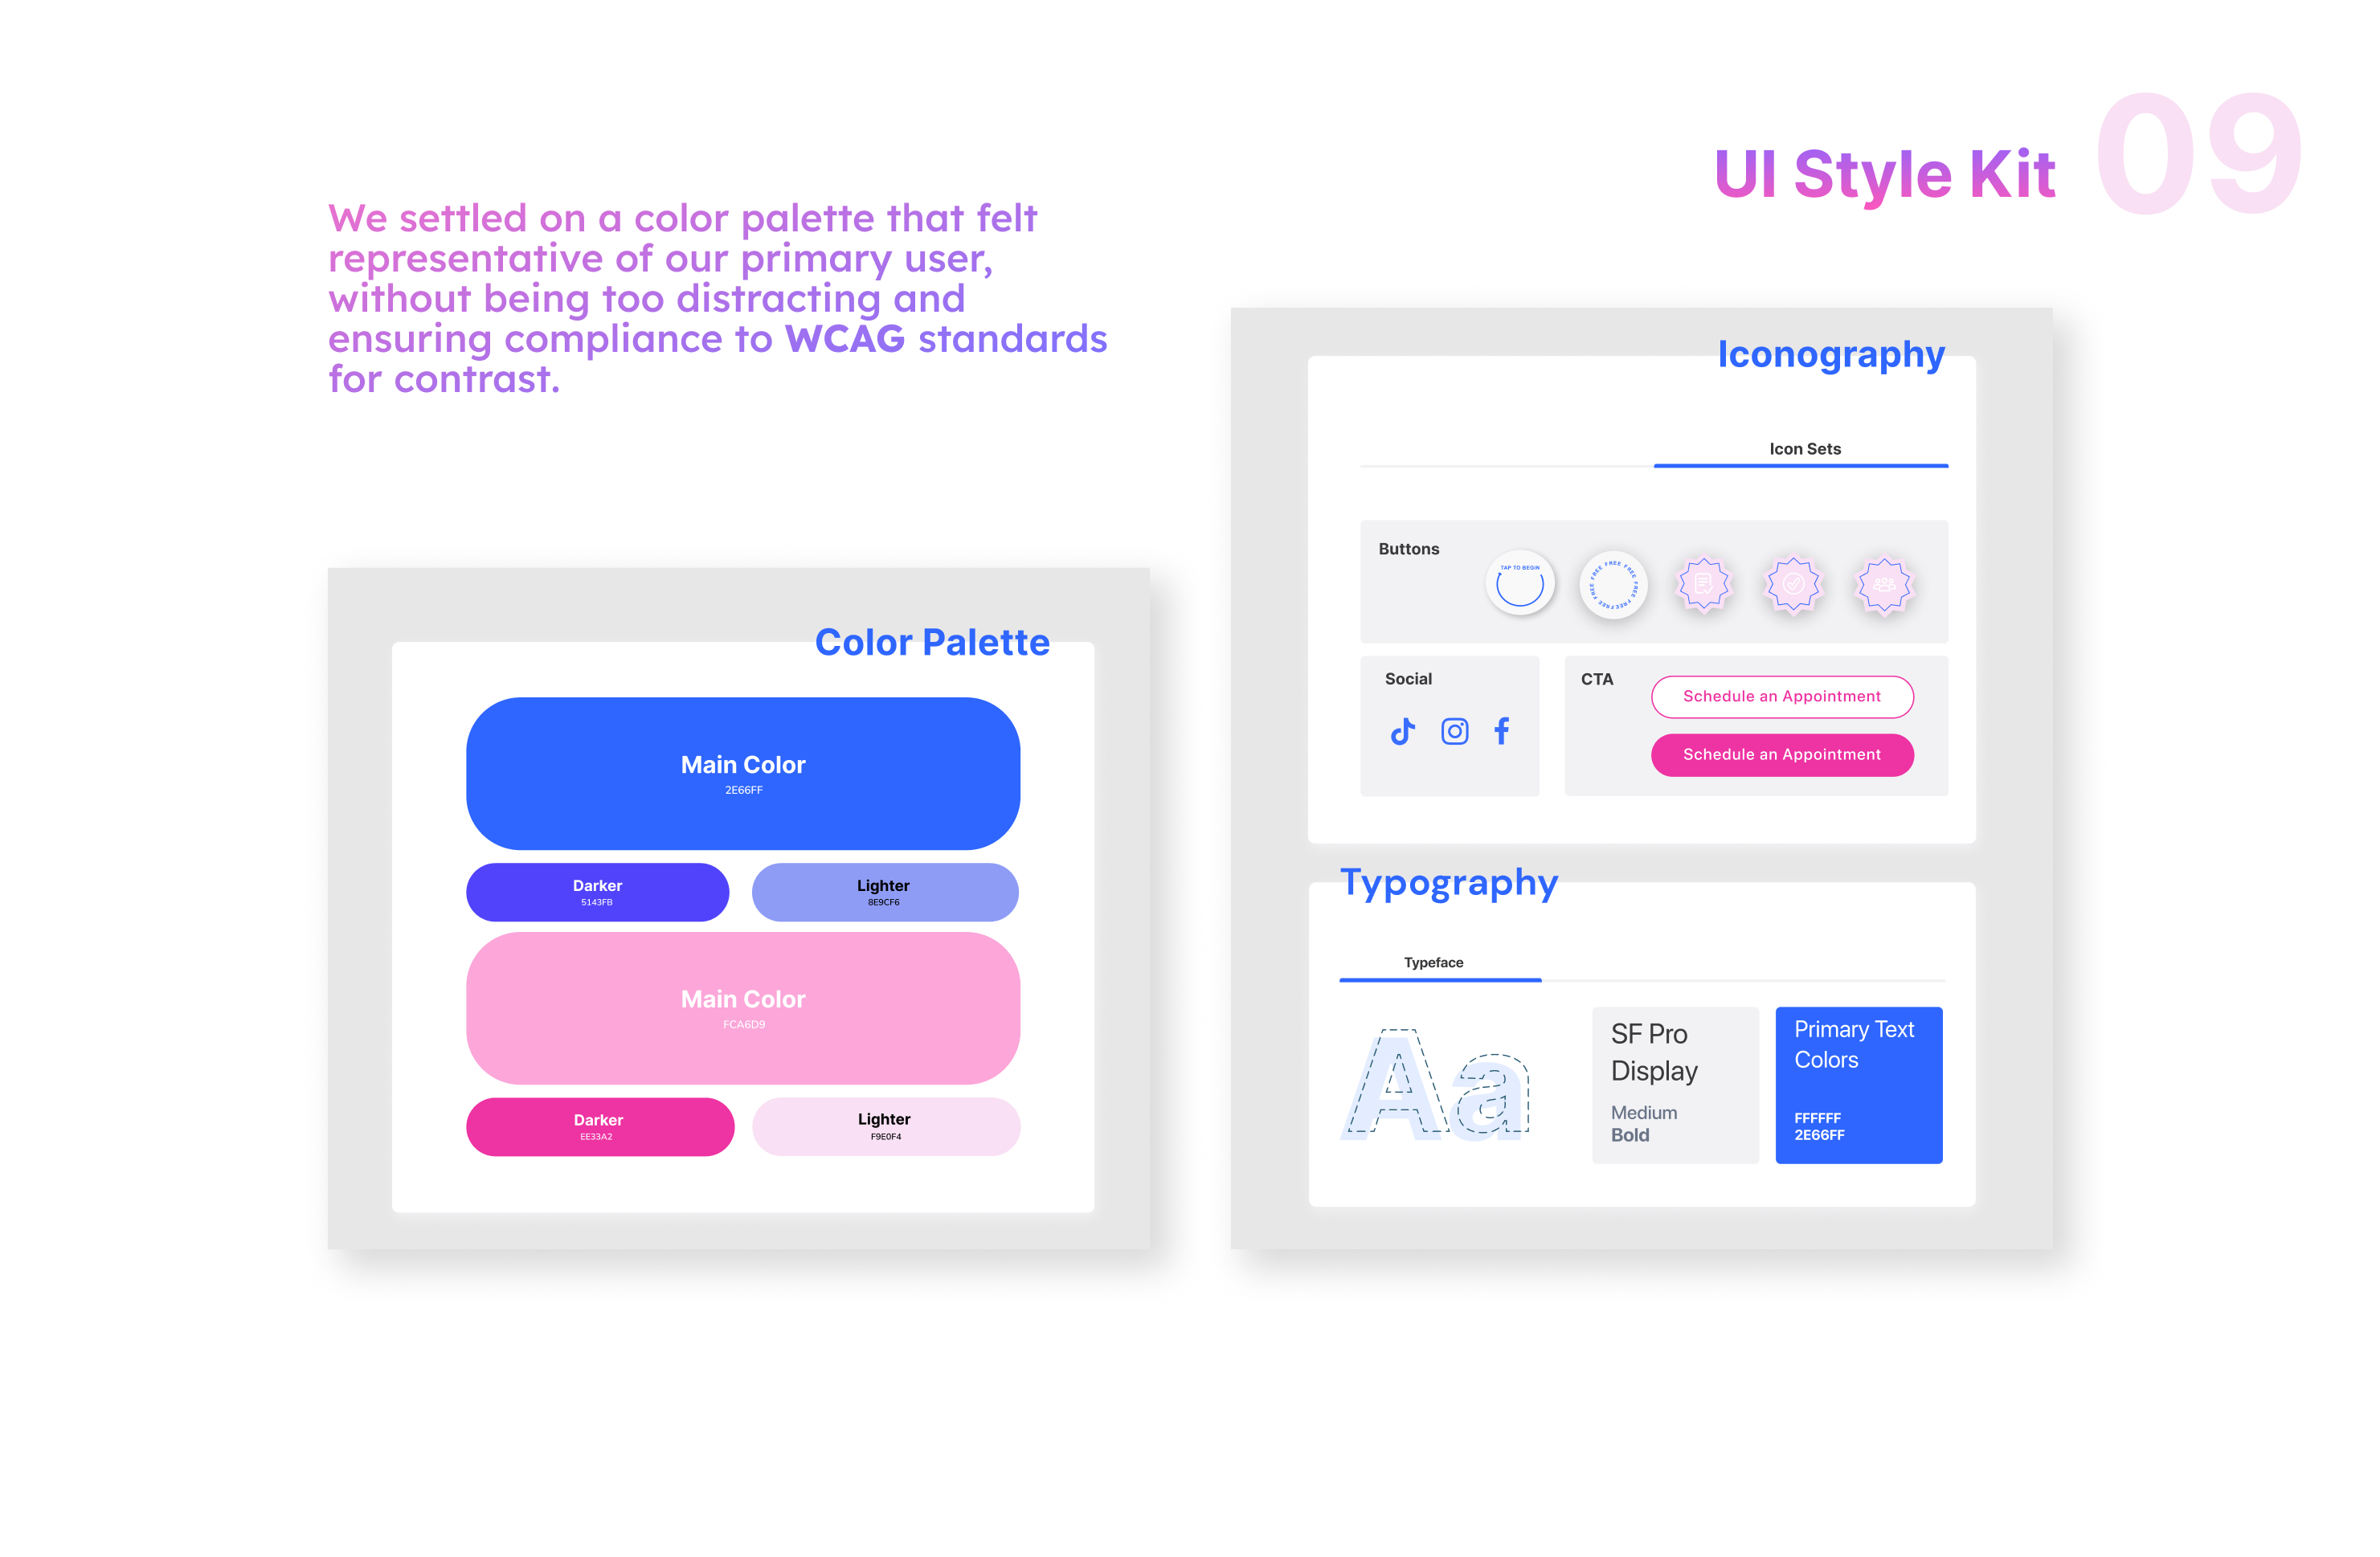 UI Style Kit
09
We settled on a color palette that felt
representative of our primary user,
without being too distracting and
ensuring compliance to WCAG standards
for contrast.
Color Palette
Main Color
2E66FF
Darker
5143FB
Lighter
8E9CF6
Main Color
FCA6D9
Darker
EE33A2
Lighter
F9E0F4
Iconography
Icon Sets
Buttons
TAP TO BEGIN
FREE FREE FREE FREE FREE FREE FREE FREE
Social
CTA
Schedule an Appointment
Schedule an Appointment
Typography
Typeface
Aa
SF Pro
Display
Medium
Bold
Primary Text
Colors
FFFFFF
2E66FF